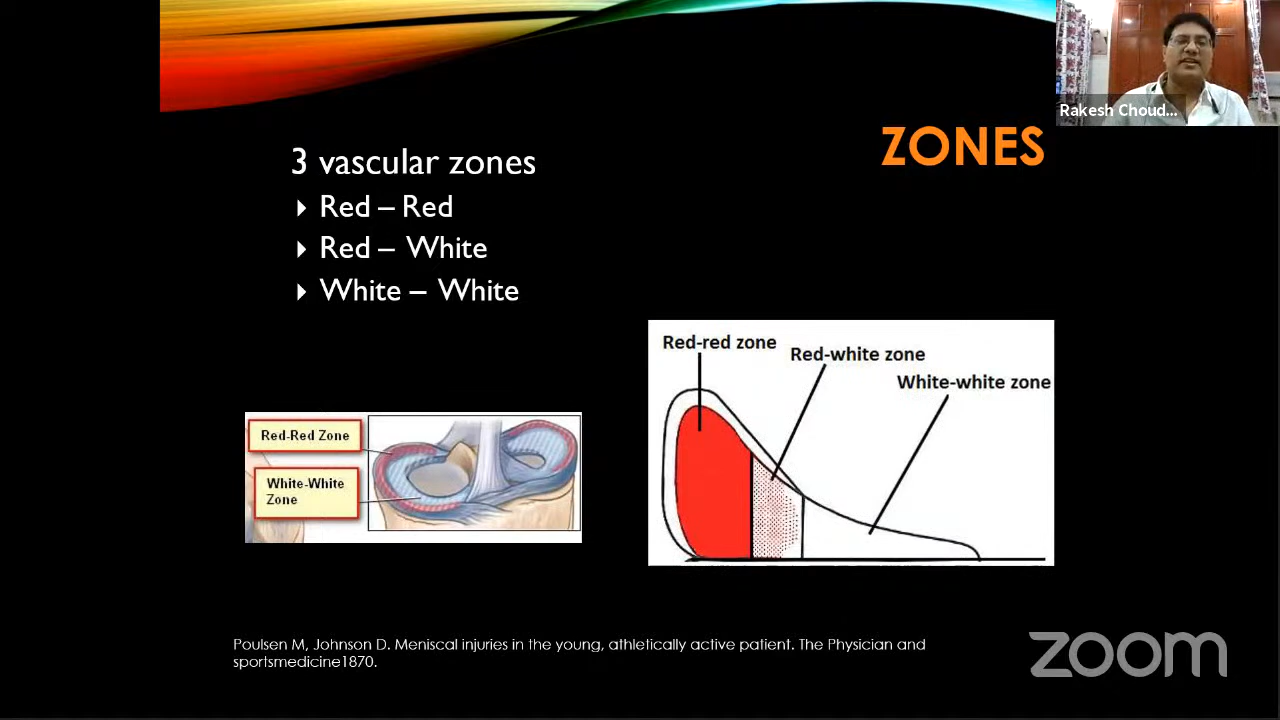 Rakesh Choud...
ZONES
3 vascular zones
Red – Red
Red – White
White – White
Red-red zone
Red-white zone
White-white zone
Red-Red Zone
White-White
Zone
Poulsen M, Johnson D. Meniscal injuries in the young, athletically active patient. The Physician and
sportsmedicine1870.
zoom